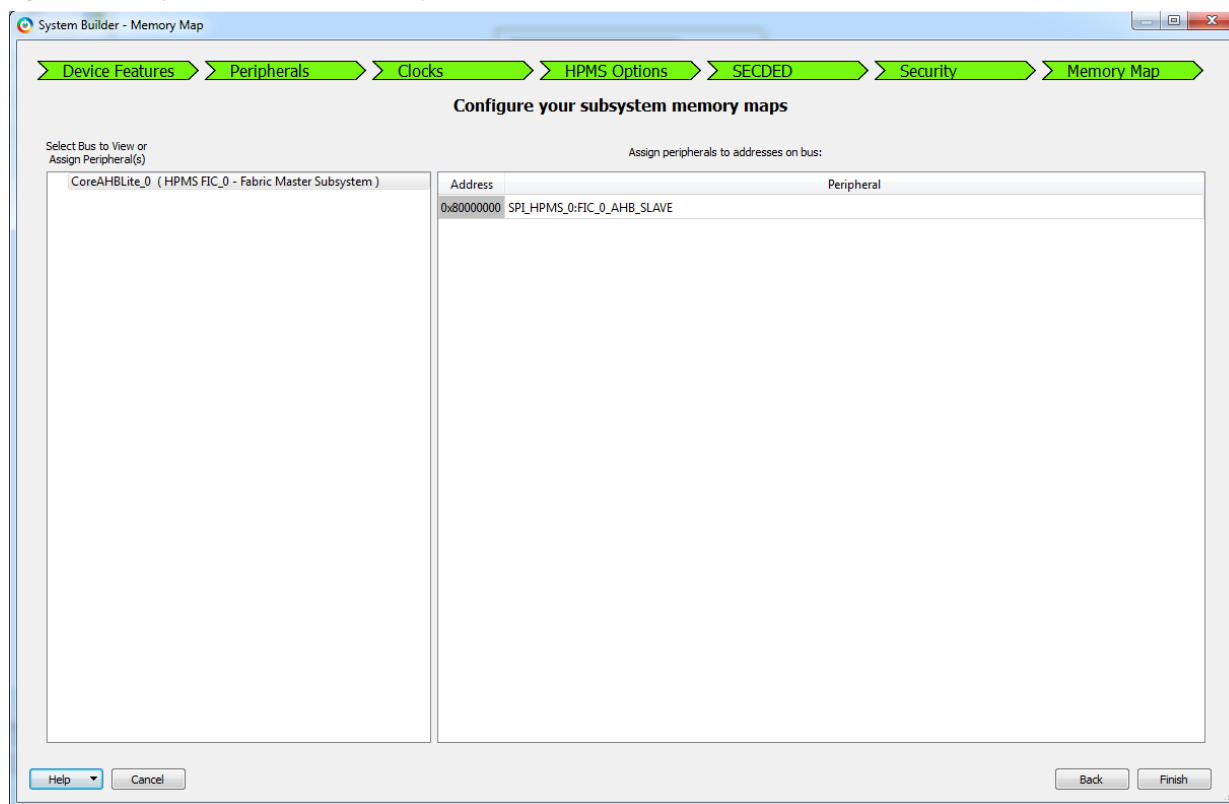 System Builder - Memory Map
Device Features Peripherals Clocks HPMS Options SECDED Security Memory Map
Configure your subsystem memory maps
Select Bus to View or
Assign Peripheral(s)
Assign peripherals to addresses on bus:
CoreAHBLite_0 ( HPMS FIC_0 - Fabric Master Subsystem )
Address Peripheral
0x80000000 SPI_HPMS_0:FIC_0_AHB_SLAVE
Help Cancel Back Finish